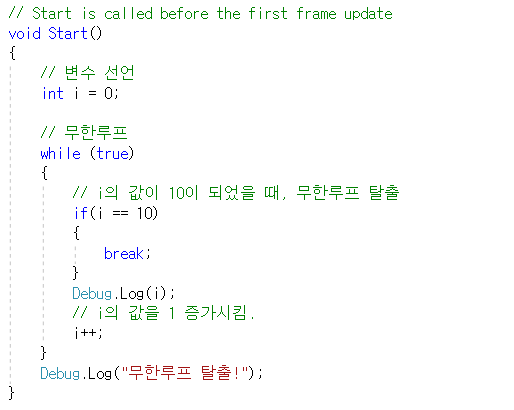 // Start is called before the first frame update
void Start()
{
// 변수 선언
int i = 0;
// 무한루프
while (true)
{
// i의 값이 10이 되었을 때, 무한루프 탈출
if(i == 10)
{
break;
}
Debug.Log(i);
// i의 값을 1 증가시킴.
i++;
}
Debug.Log("무한루프 탈출!");
}